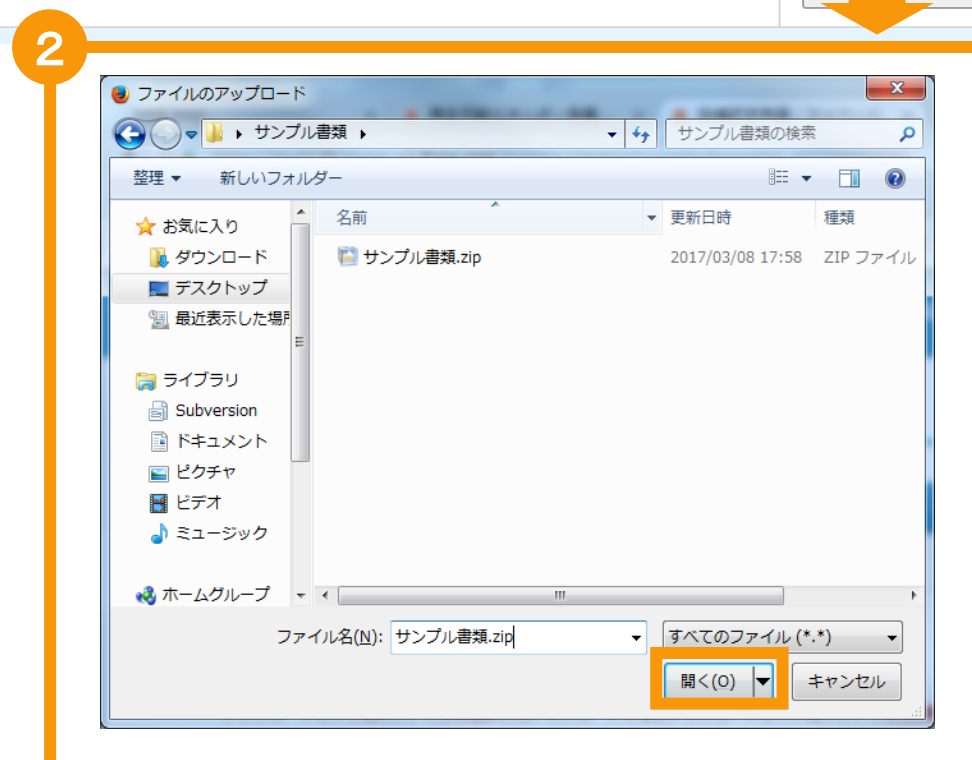 2
ファイルのアップロード
サンプル書類
サンプル書類の検索
整理
新しいフォルダー
名前
更新日時
種類
お気に入り
サンプル書類.zip
2017/03/08 17:58
ZIP ファイル
ダウンロード
デスクトップ
最近表示した場所
ライブラリ
Subversion
ドキュメント
ピクチャ
ビデオ
ミュージック
ホームグループ
ファイル名(N):
サンプル書類.zip
すべてのファイル (*.*)
開く(O)
キャンセル